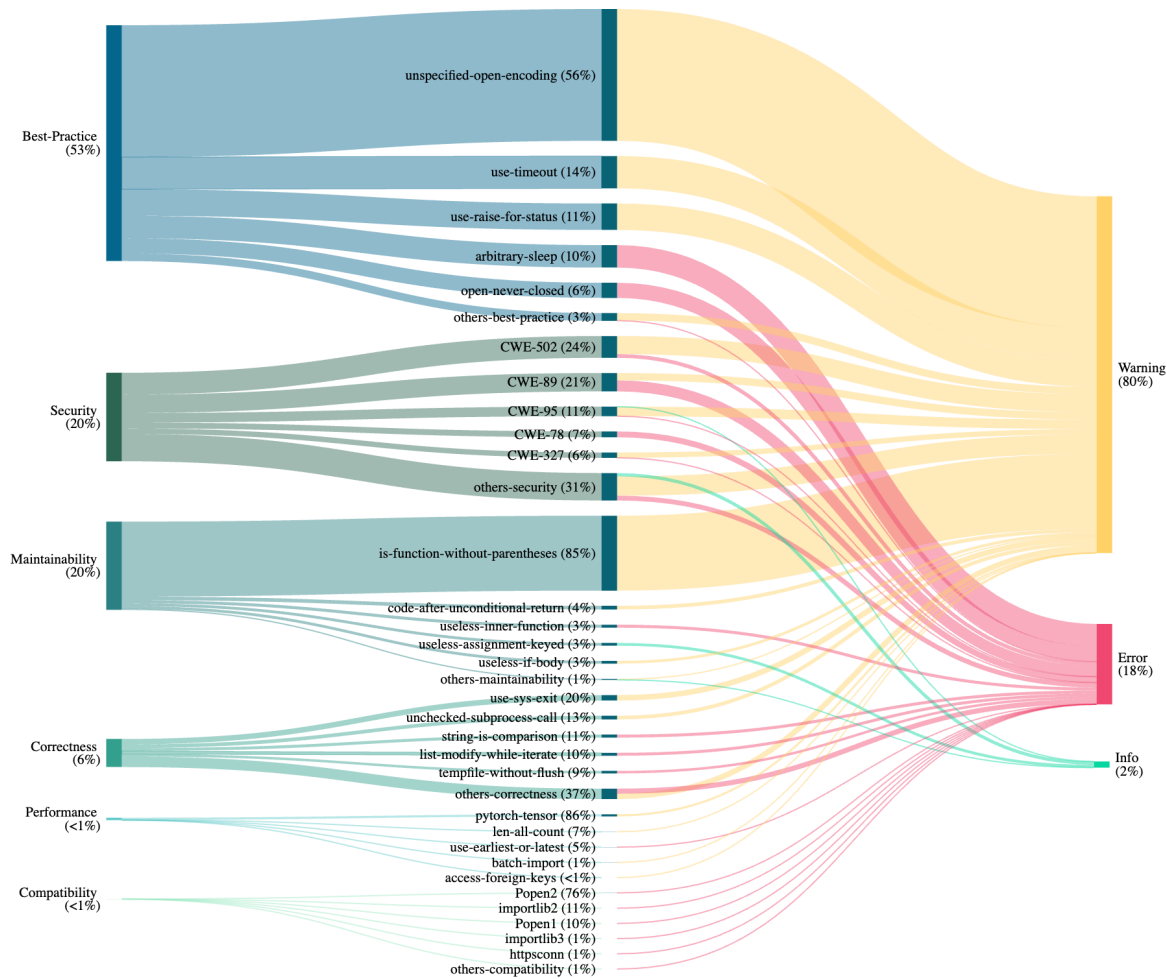 Best-Practice
(53%)
Security
(20%)
Maintainability
(20%)
Correctness
(6%)
Performance
(<1%)
Compatibility
(<1%)
unspecified-open-encoding (56%)
use-timeout (14%)
use-raise-for-status (11%)
arbitrary-sleep (10%)
open-never-closed (6%)
others-best-practice (3%)
CWE-502 (24%)
CWE-89 (21%)
CWE-95 (11%)
CWE-78 (7%)
CWE-327 (6%)
others-security (31%)
is-function-without-parentheses (85%)
code-after-unconditional-return (4%)
useless-inner-function (3%)
useless-assignment-keyed (3%)
useless-if-body (3%)
others-maintainability (1%)
use-sys-exit (20%)
unchecked-subprocess-call (13%)
string-is-comparison (11%)
list-modify-while-iterate (10%)
tempfile-without-flush (9%)
others-correctness (37%)
pytorch-tensor (86%)
len-all-count (7%)
use-earliest-or-latest (5%)
batch-import (1%)
access-foreign-keys (<1%)
Popen2 (76%)
importlib2 (11%)
Popen1 (10%)
importlib3 (1%)
httpsconn (1%)
others-compatibility (1%)
Warning
(80%)
Error
(18%)
Info
(2%)